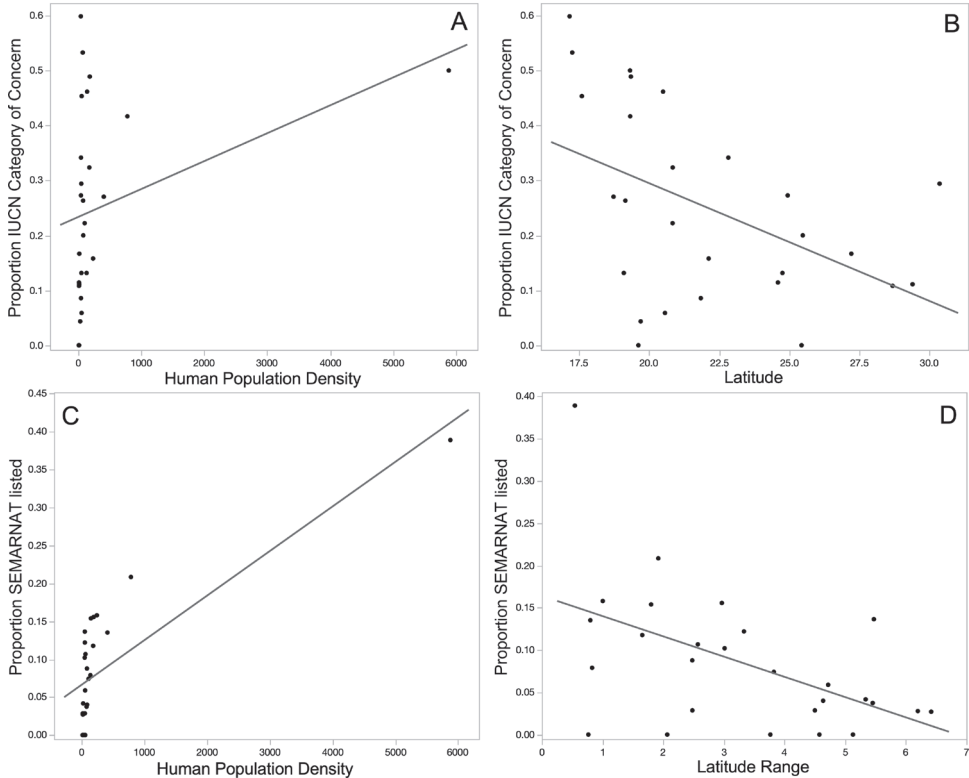 A
Proportion IUCN Category of Concern
0.6
0.5
0.4
0.3
0.2
0.1
0.0
0 1000 2000 3000 4000 5000 6000
Human Population Density
B
Proportion IUCN Category of Concern
0.6
0.5
0.4
0.3
0.2
0.1
0.0
17.5 20.0 22.5 25.0 27.5 30.0
Latitude
C
Proportion SEMARNAT listed
0.45
0.40
0.35
0.30
0.25
0.20
0.15
0.10
0.05
0.00
0 1000 2000 3000 4000 5000 6000
Human Population Density
D
Proportion SEMARNAT listed
0.40
0.35
0.30
0.25
0.20
0.15
0.10
0.05
0.00
0 1 2 3 4 5 6 7
Latitude Range